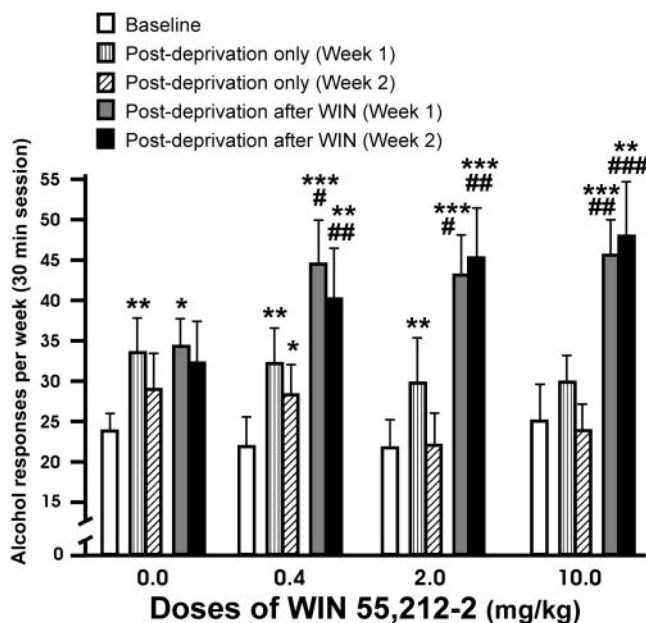 Baseline
Post-deprivation only (Week 1)
Post-deprivation only (Week 2)
Post-deprivation after WIN (Week 1)
Post-deprivation after WIN (Week 2)
Alcohol responses per week (30 min session)
55
50
45
40
35
30
25
20
15
0
** *
** * *** # ** ##
** *** # *** ##
*** ## ** ###
0.0 0.4 2.0 10.0
Doses of WIN 55,212-2 (mg/kg)